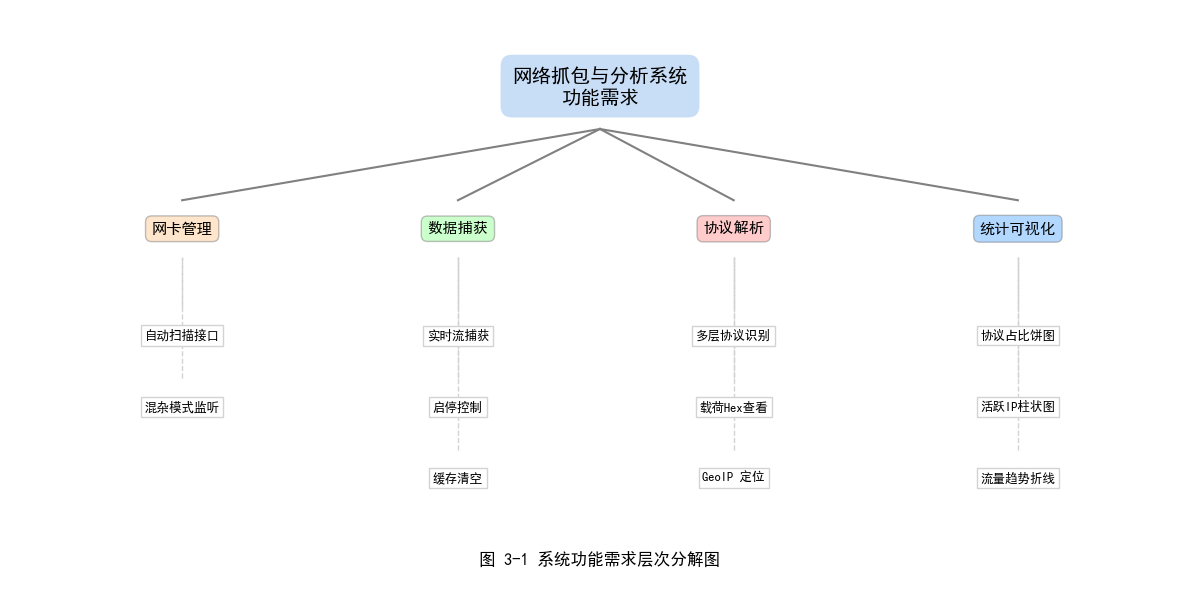 网络抓包与分析系统
功能需求
网卡管理
数据捕获
协议解析
统计可视化
自动扫描接口
实时流捕获
多层协议识别
协议占比饼图
混杂模式监听
启停控制
载荷Hex查看
活跃IP柱状图
缓存清空
GeoIP 定位
流量趋势折线
图 3-1 系统功能需求层次分解图